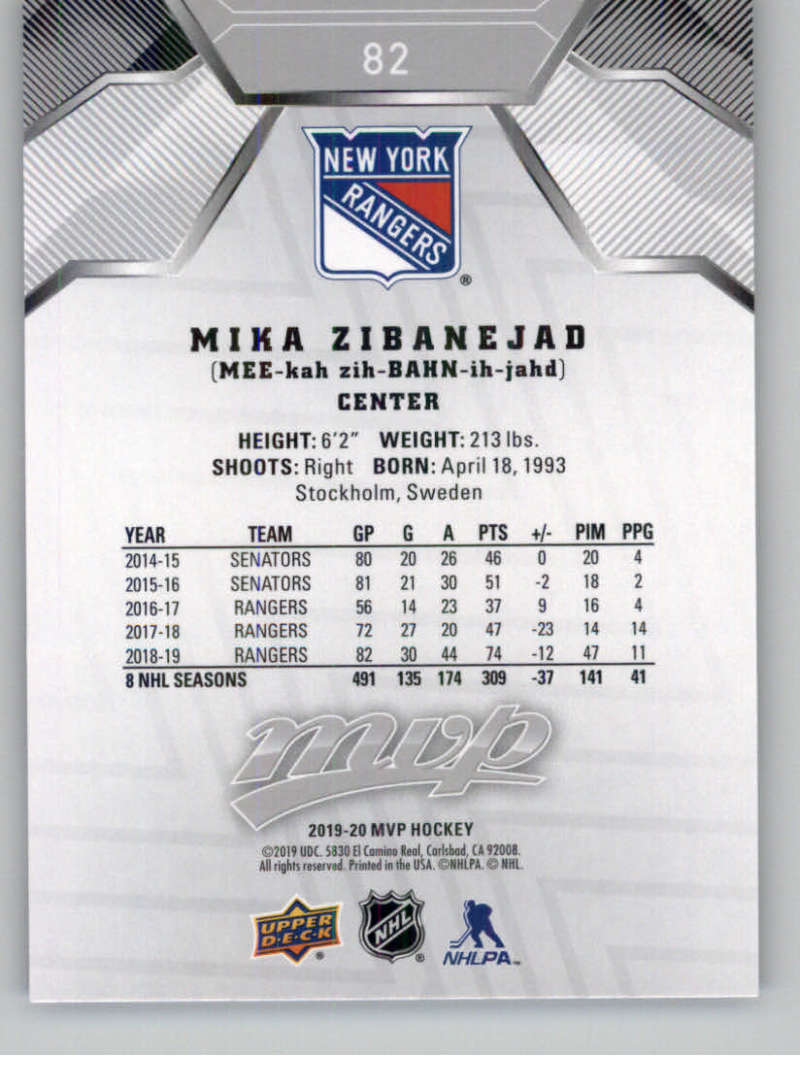 82
NEW YORK
RANGERS
®
MIKA ZIBANEJAD
(MEE-kah zih-BAHN-ih-jahd)
CENTER
HEIGHT: 6'2" WEIGHT: 213 lbs.
SHOOTS: Right BORN: April 18, 1993
Stockholm, Sweden
YEAR TEAM GP G A PTS +/- PIM PPG
2014-15 SENATORS 80 20 26 46 0 20 4
2015-16 SENATORS 81 21 30 51 -2 18 2
2016-17 RANGERS 56 14 23 37 9 16 4
2017-18 RANGERS 72 27 20 47 -23 14 14
2018-19 RANGERS 82 30 44 74 -12 47 11
8 NHL SEASONS 491 135 174 309 -37 141 41
mvp
2019-20 MVP HOCKEY
©2019 UDC. 5830 El Camino Real, Carlsbad, CA 92008.
All rights reserved. Printed in the USA. ©NHLPA. © NHL.
UPPER
D·E·C·K ®
NHL ®
NHLPA™